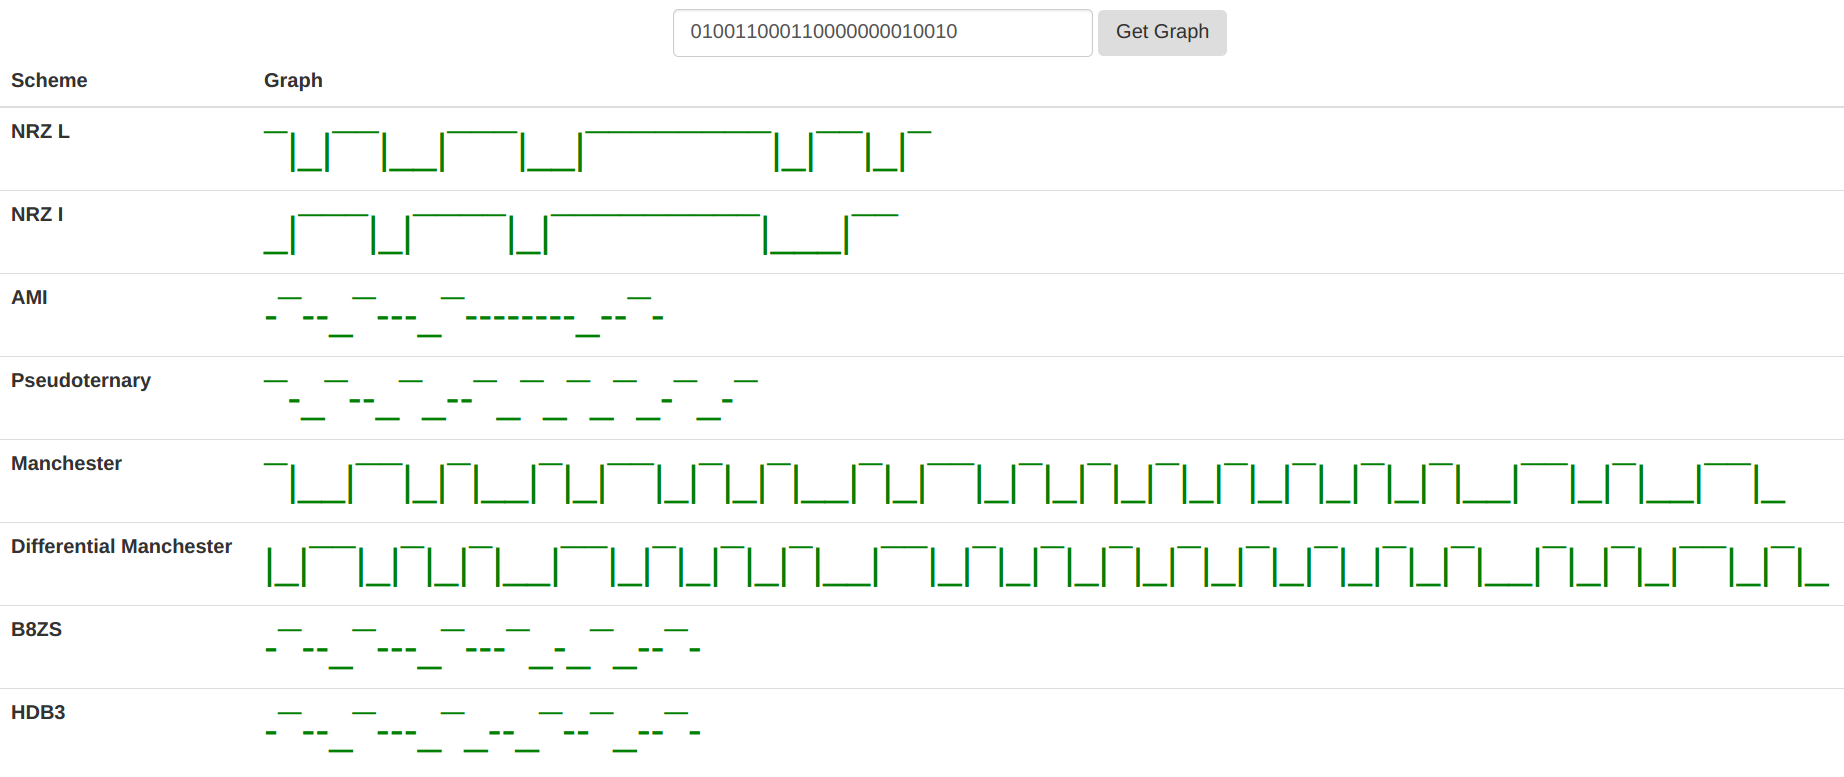 010011000110000000010010 Get Graph
Scheme Graph
NRZ L
NRZ I
AMI
Pseudoternary
Manchester
Differential Manchester
B8ZS
HDB3